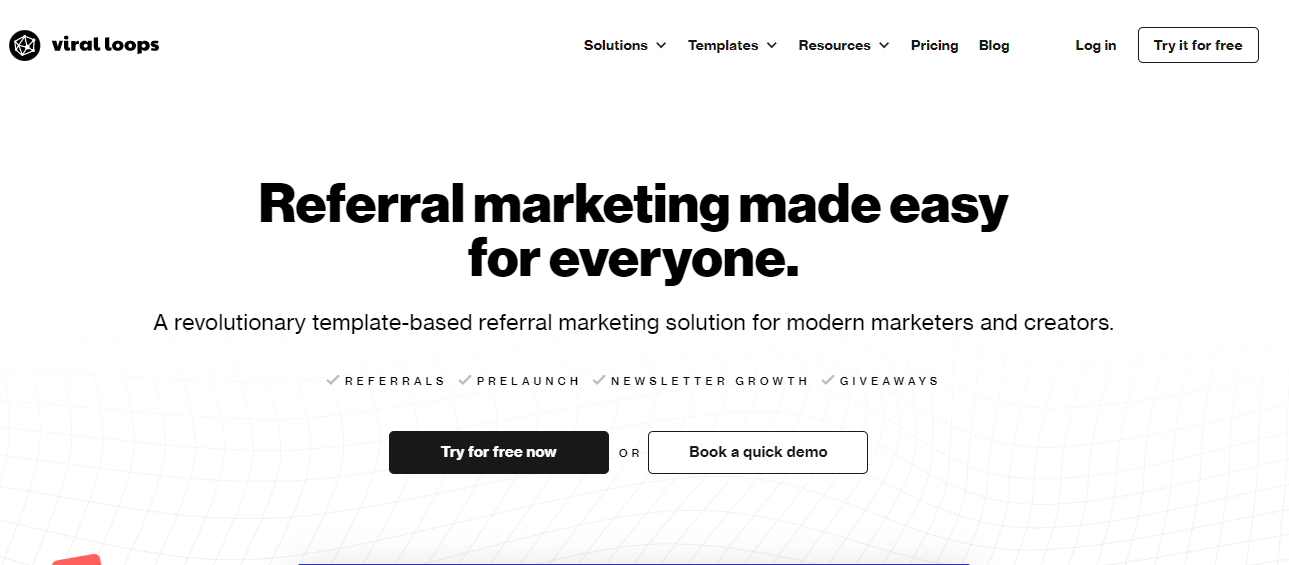 viral loops
Solutions Templates Resources Pricing Blog Log in Try it for free
Referral marketing made easy
for everyone.
A revolutionary template-based referral marketing solution for modern marketers and creators.
REFERRALS PRELAUNCH NEWSLETTER GROWTH GIVEAWAYS
Try for free now OR Book a quick demo